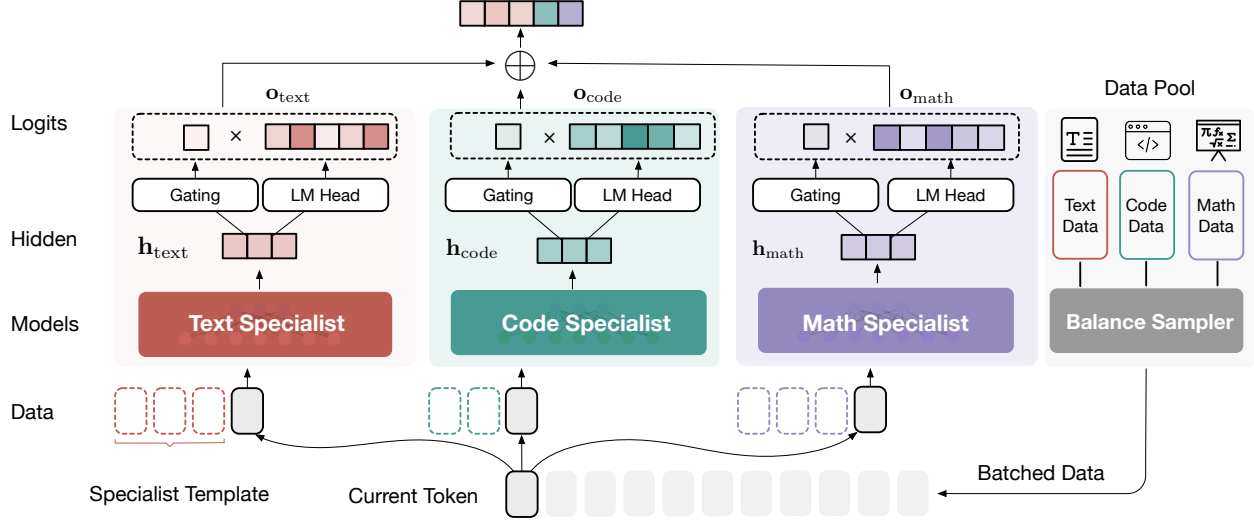 o_text
o_code
o_math
Data Pool
Logits
×
×
×
T
</>
π fx √x Σ
Gating
LM Head
Gating
LM Head
Gating
LM Head
Text
Data
Code
Data
Math
Data
Hidden
h_text
h_code
h_math
Models
Text Specialist
Code Specialist
Math Specialist
Balance Sampler
Data
Specialist Template
Current Token
Batched Data